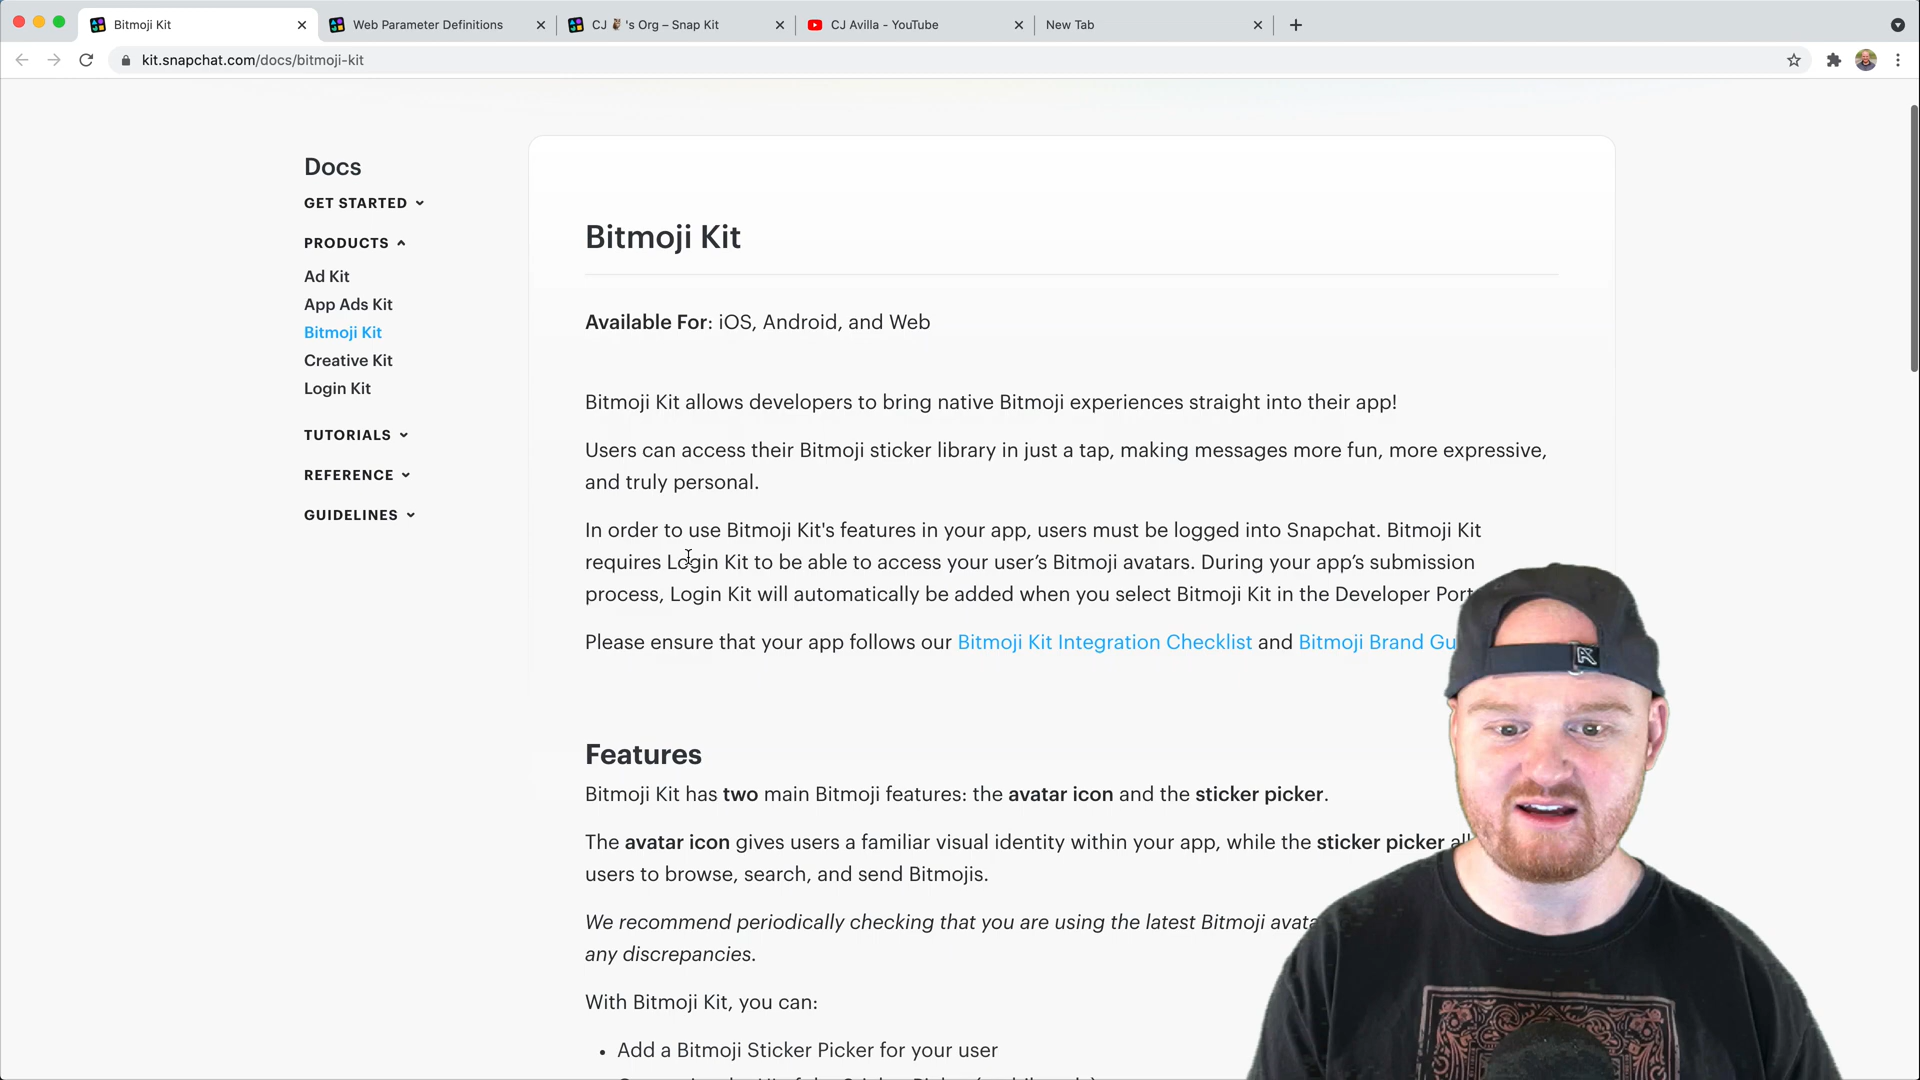 Bitmoji Kit
Web Parameter Definitions
CJ 's Org – Snap Kit
CJ Avilla - YouTube
New Tab
kit.snapchat.com/docs/bitmoji-kit
Docs
GET STARTED
PRODUCTS
Ad Kit
App Ads Kit
Bitmoji Kit
Creative Kit
Login Kit
TUTORIALS
REFERENCE
GUIDELINES
Bitmoji Kit
Available For: iOS, Android, and Web
Bitmoji Kit allows developers to bring native Bitmoji experiences straight into their app!
Users can access their Bitmoji sticker library in just a tap, making messages more fun, more expressive,
and truly personal.
In order to use Bitmoji Kit's features in your app, users must be logged into Snapchat. Bitmoji Kit
requires Login Kit to be able to access your user’s Bitmoji avatars. During your app’s submission
process, Login Kit will automatically be added when you select Bitmoji Kit in the Developer
Please ensure that your app follows our Bitmoji Kit Integration Checklist and Bitmoji Brand
Features
Bitmoji Kit has two main Bitmoji features: the avatar icon and the sticker picker.
The avatar icon gives users a familiar visual identity within your app, while the sticker picker
users to browse, search, and send Bitmojis.
We recommend periodically checking that you are using the latest Bitmoji
any discrepancies.
With Bitmoji Kit, you can:
• Add a Bitmoji Sticker Picker for your user